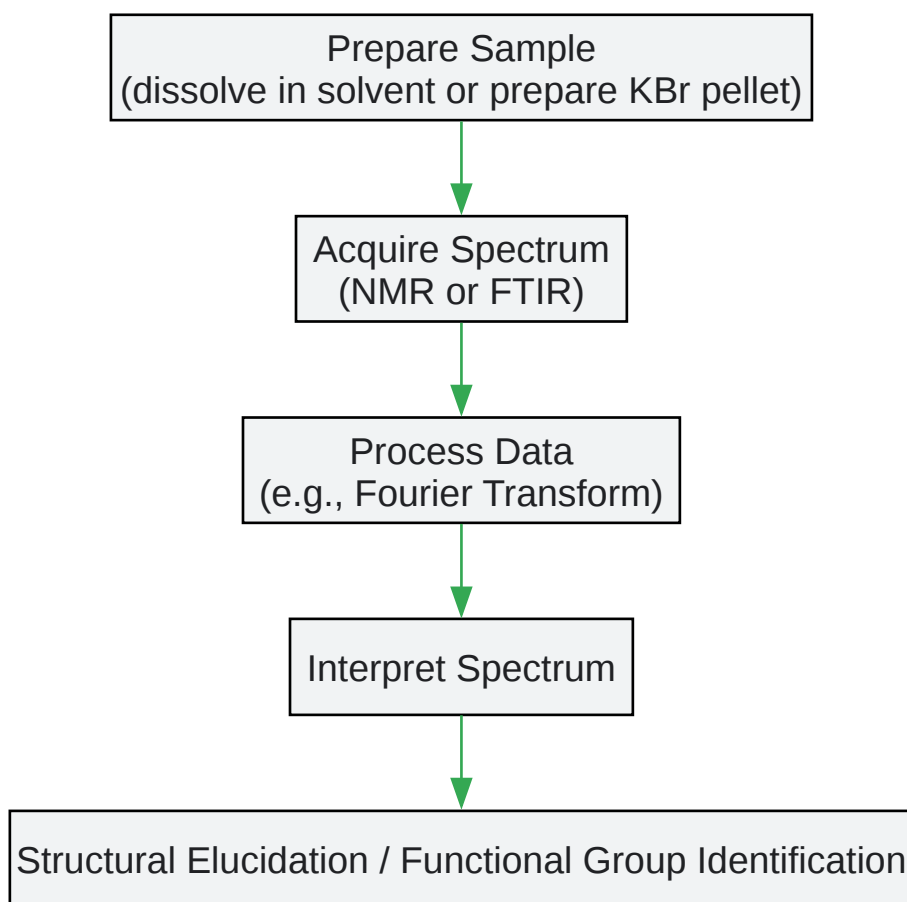 Prepare Sample
(dissolve in solvent or prepare KBr pellet)
Acquire Spectrum
(NMR or FTIR)
Process Data
(e.g., Fourier Transform)
Interpret Spectrum
Structural Elucidation / Functional Group Identification